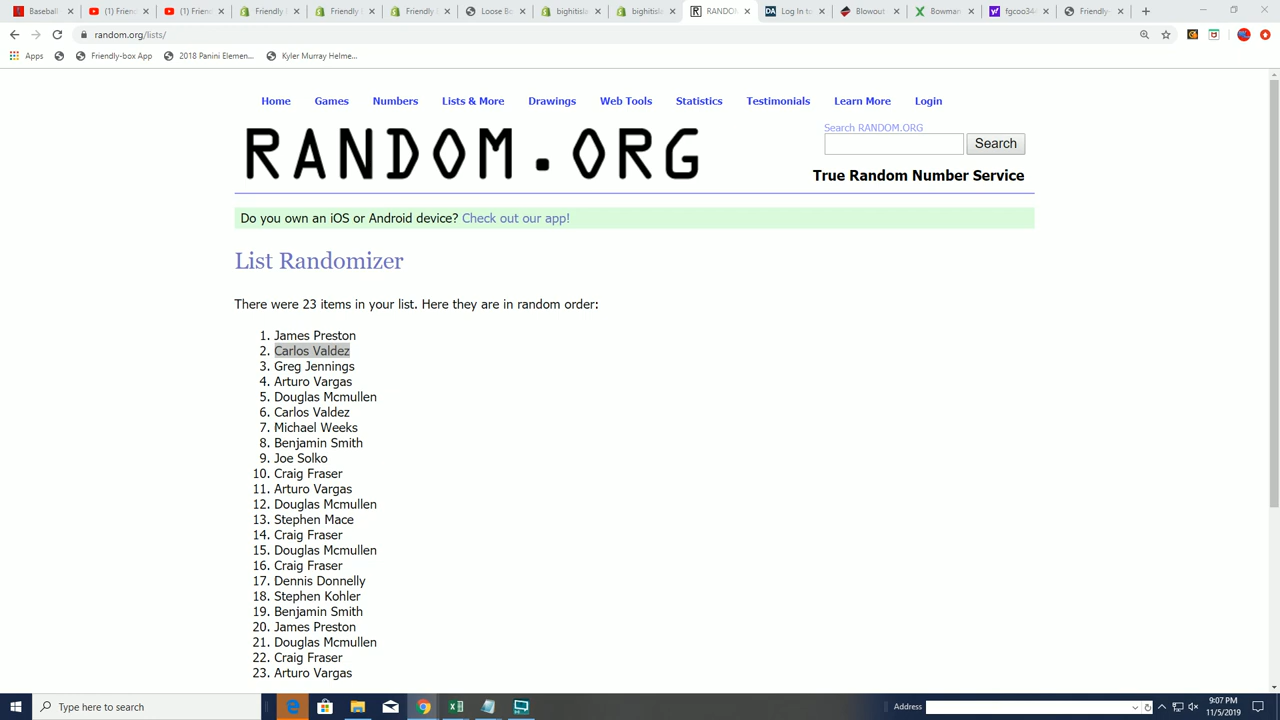 Baseball
(1) Frien
(1) Frien
Friendly
Friendly
Friendly
Loose Bo
bighitisla
bighitisla
RANDOM
Log In to
Blowout
Bowman
fgcoo34
Friendly-
random.org/lists/
Apps
Friendly-box App
2018 Panini Elemen...
Kyler Murray Helme...
Home Games Numbers Lists & More Drawings Web Tools Statistics Testimonials Learn More Login
RANDOM.ORG
Search RANDOM.ORG
Search
True Random Number Service
Do you own an iOS or Android device? Check out our app!
List Randomizer
There were 23 items in your list. Here they are in random order:
1. James Preston
2. Carlos Valdez
3. Greg Jennings
4. Arturo Vargas
5. Douglas Mcmullen
6. Carlos Valdez
7. Michael Weeks
8. Benjamin Smith
9. Joe Solko
10. Craig Fraser
11. Arturo Vargas
12. Douglas Mcmullen
13. Stephen Mace
14. Craig Fraser
15. Douglas Mcmullen
16. Craig Fraser
17. Dennis Donnelly
18. Stephen Kohler
19. Benjamin Smith
20. James Preston
21. Douglas Mcmullen
22. Craig Fraser
23. Arturo Vargas
Type here to search
Address
9:07 PM
11/5/2019